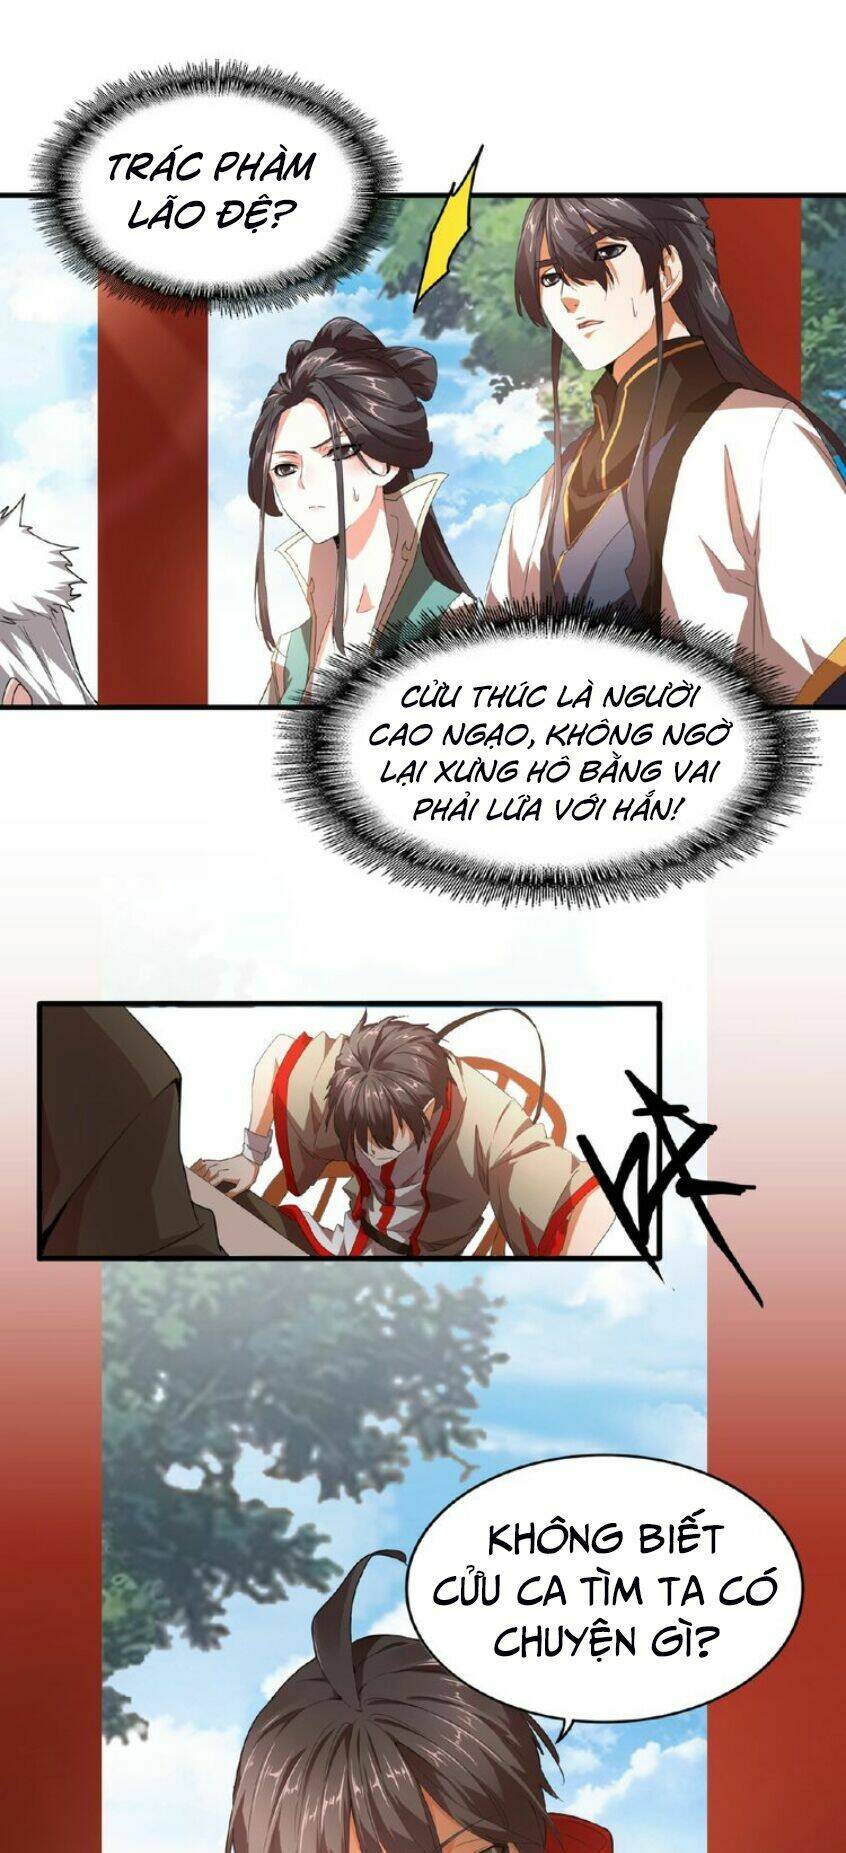 TRÁC PHÀM
LÃO ĐỆ?
CỬU THÚC LÀ NGƯỜI
CAO NGẠO, KHÔNG NGỜ
LẠI XƯNG HÔ BẰNG VAI
PHẢI LỨA VỚI HẮN!
KHÔNG BIẾT
CỬU CA TÌM TA CÓ
CHUYỆN GÌ?